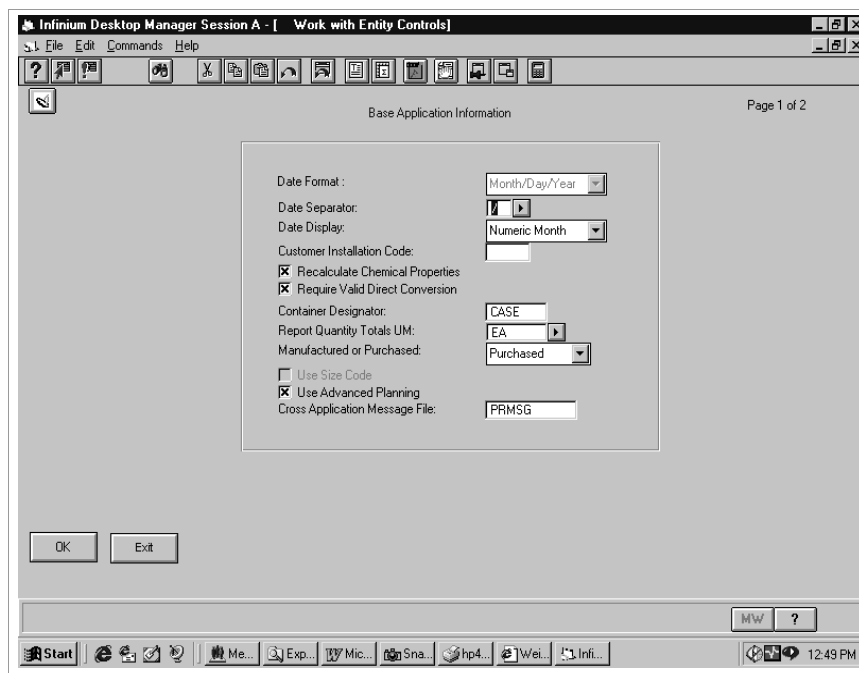 Infinium Desktop Manager Session A - [ Work with Entity Controls]
File Edit Commands Help
Base Application Information
Page 1 of 2
Date Format : Month/Day/Year
Date Separator: /
Date Display: Numeric Month
Customer Installation Code:
Recalculate Chemical Properties
Require Valid Direct Conversion
Container Designator: CASE
Report Quantity Totals UM: EA
Manufactured or Purchased: Purchased
Use Size Code
Use Advanced Planning
Cross Application Message File: PRMSG
OK Exit
MW ?
Start Me... Exp... Mic... Sna... hp4... Wei... Infi... 12:49 PM